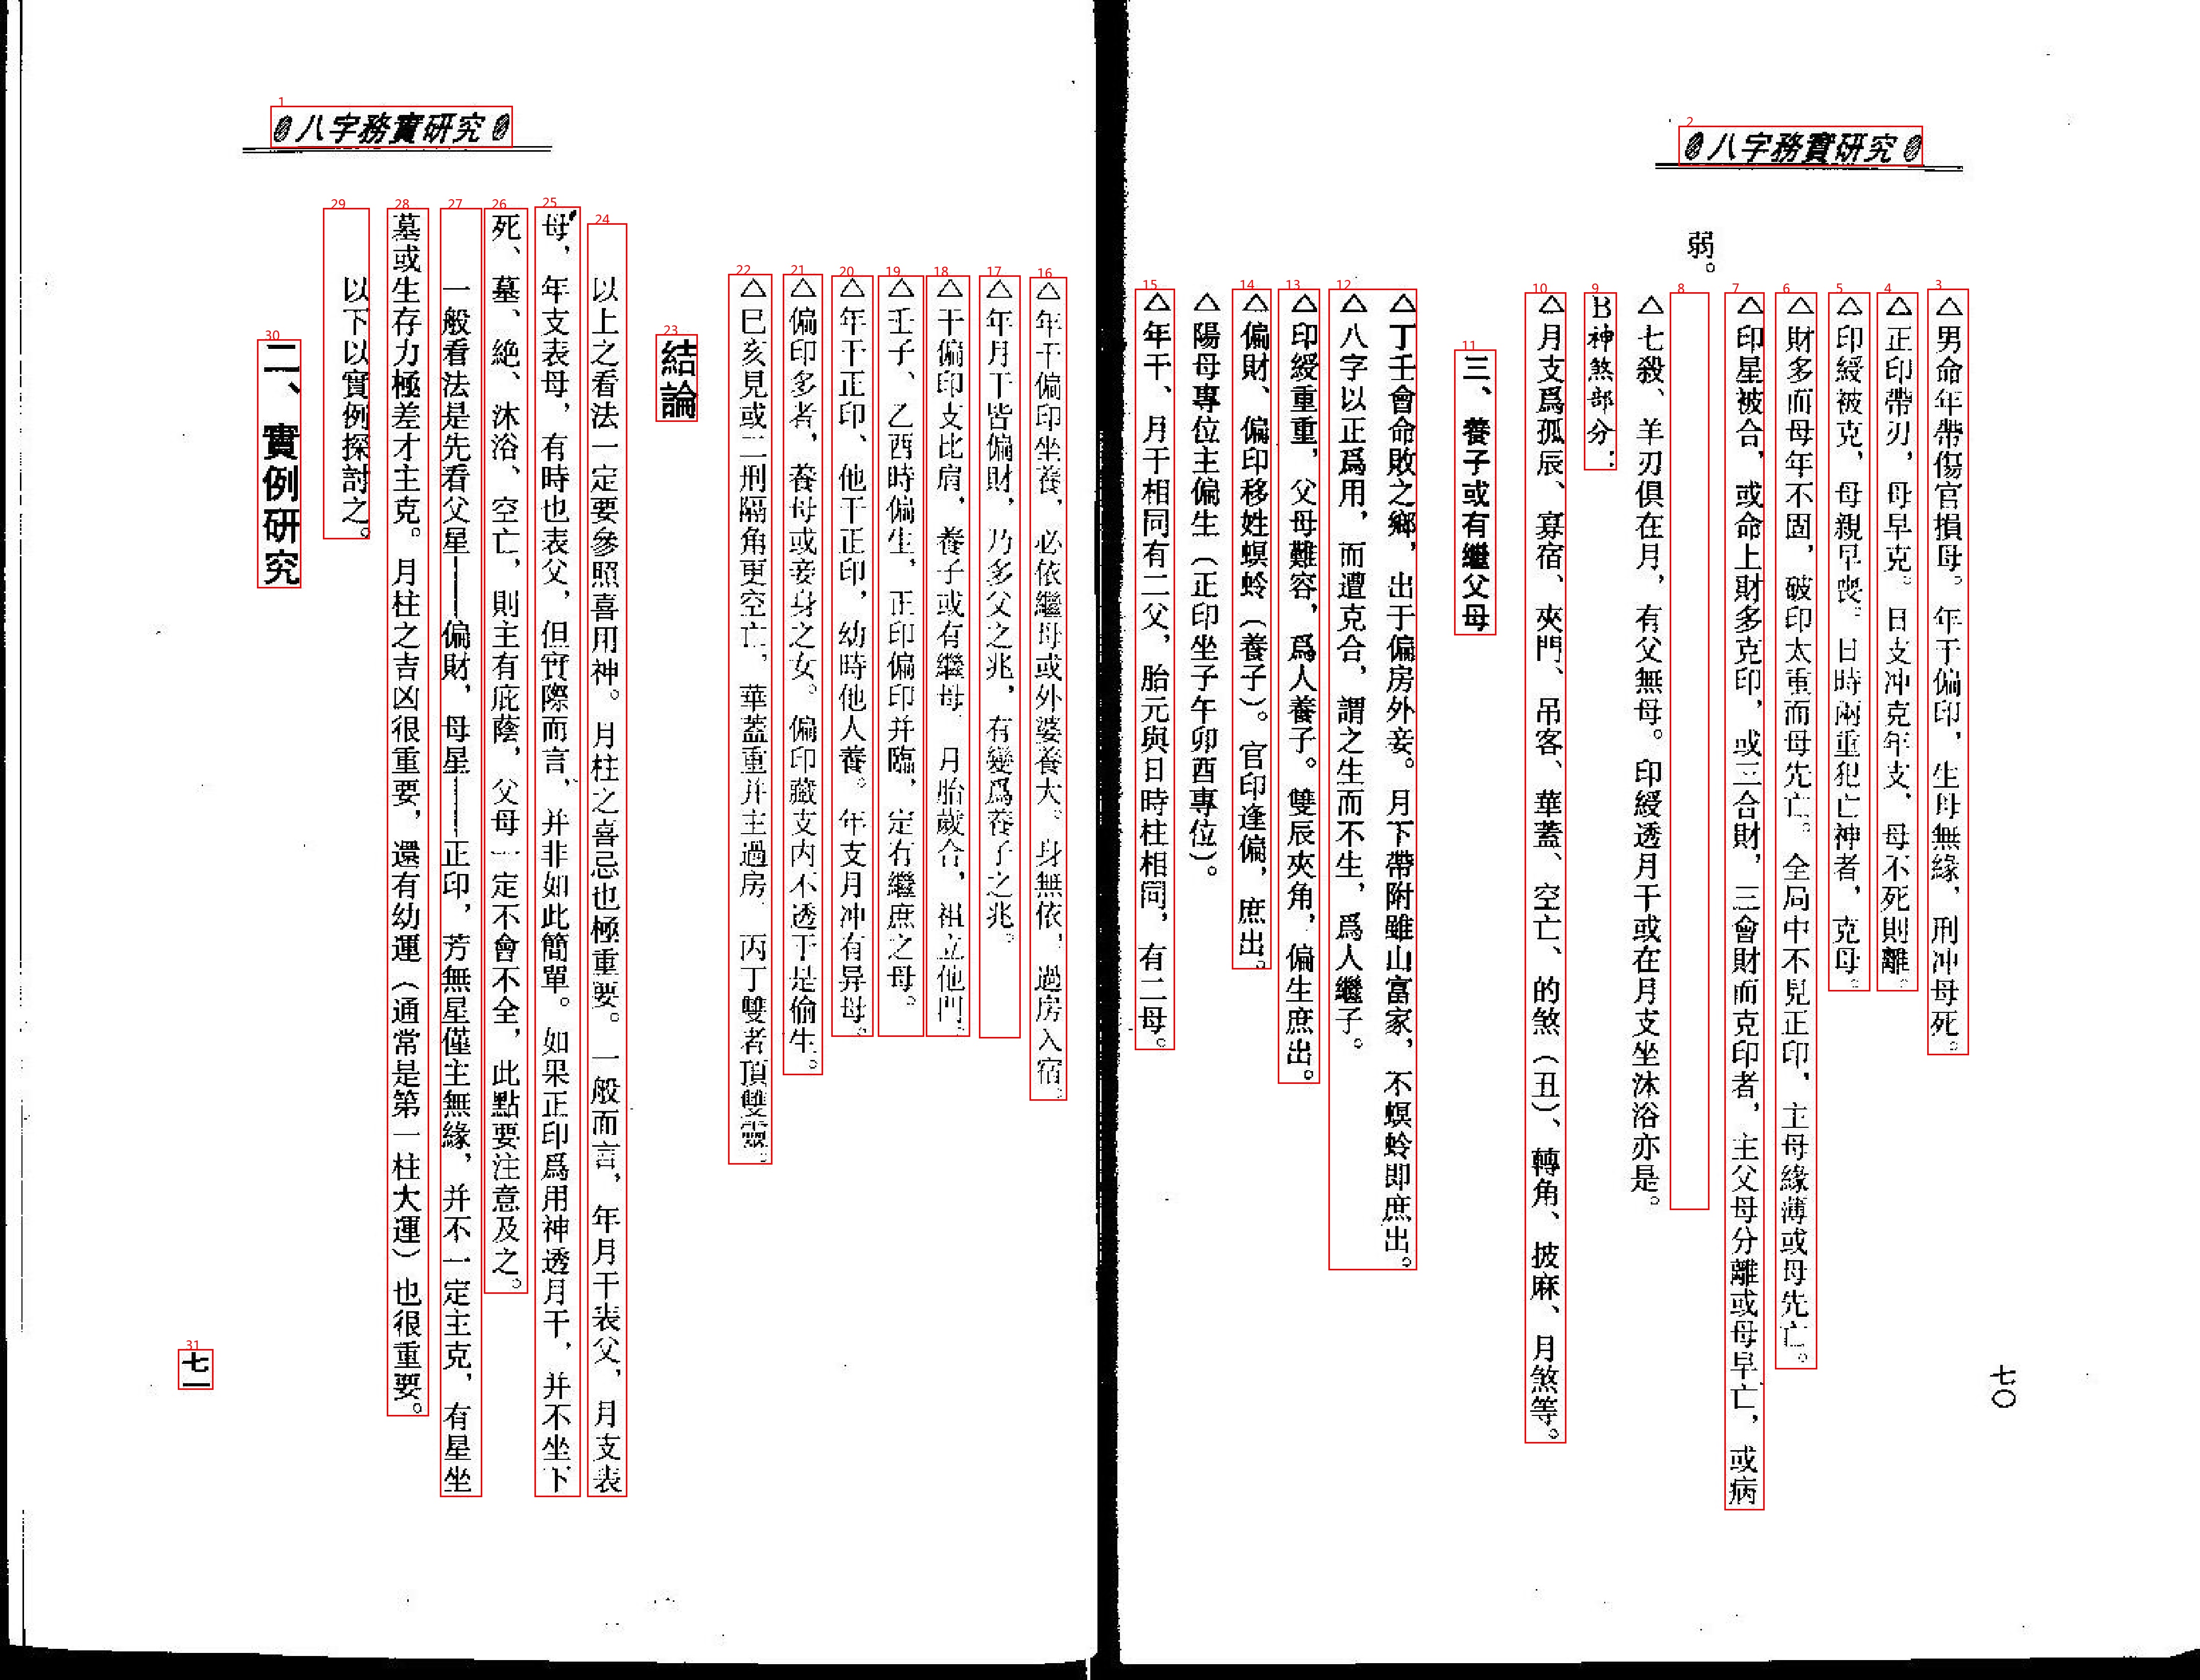 八字務實研究
△男命年帶傷官損母。年干偏印，生母無緣，刑冲母死。
△正印帶刃，母早克。日支冲克年支，母不死則離。
△印綬被克，母親早喪。日時兩重犯亡神者，克母。
△財多而母年不固，破印太重而母先亡。全局中不見正印，主母緣薄或母先亡。
△印星被合，或命上財多克印，或三合財，三會財而克印者，主父母分離或母早亡，或病
弱。
△七殺、羊刃俱在月，有父無母。印綬透月干或在月支坐沐浴亦是。
B神煞部分：
△月支爲孤辰、寡宿、夾門、吊客、華蓋、空亡、的煞（丑）、轉角、披麻、月煞等。
三、養子或有繼父母
△丁壬會命敗之鄉，出于偏房外妾。月下帶附雖山富家，不螟蛉即庶出。
△八字以正爲用，而遭克合，謂之生而不生，爲人繼子。
△印綬重重，父母難容，爲人養子。雙辰夾角，偏生庶出。
△偏財、偏印移姓螟蛉（養子）。官印逢偏，庶出。
△陽母專位主偏生（正印坐子午卯酉專位）。
△年干、月干相同有二父，胎元與日時柱相同，有二母。
七〇
八字務實研究
△年干偏印坐養，必依繼母或外婆養大。身無依，過房入宿。
△年月干皆偏財，乃多父之兆，有變爲養子之兆。
△干偏印支比肩，養子或有繼母，月胎歲合，祖立他門。
△壬子、乙酉時偏生，正印偏印并臨，定有繼庶之母。
△年干正印、他干正印，幼時他人養。年支月冲有异母。
△偏印多者，養母或妾身之女。偏印藏支内不透干是偷生。
△巳亥見或二刑隔角更空亡，華蓋重并主過房，丙丁雙者頂雙靈。
結論
以上之看法一定要參照喜用神。月柱之喜忌也極重要。一般而言，年月干表父，月支表
母，年支表母，有時也表父，但實際而言，并非如此簡單。如果正印爲用神透月干，并不坐下
死、墓、絶、沐浴、空亡，則主有庇蔭，父母一定不會不全，此點要注意及之。
一般看法是先看父星——偏財，母星——正印，芳無星僅主無緣，并不一定主克，有星坐
墓或生存力極差才主克。月柱之吉凶很重要，還有幼運（通常是第一柱大運）也很重要。
以下以實例探討之。
二、實例研究
七一